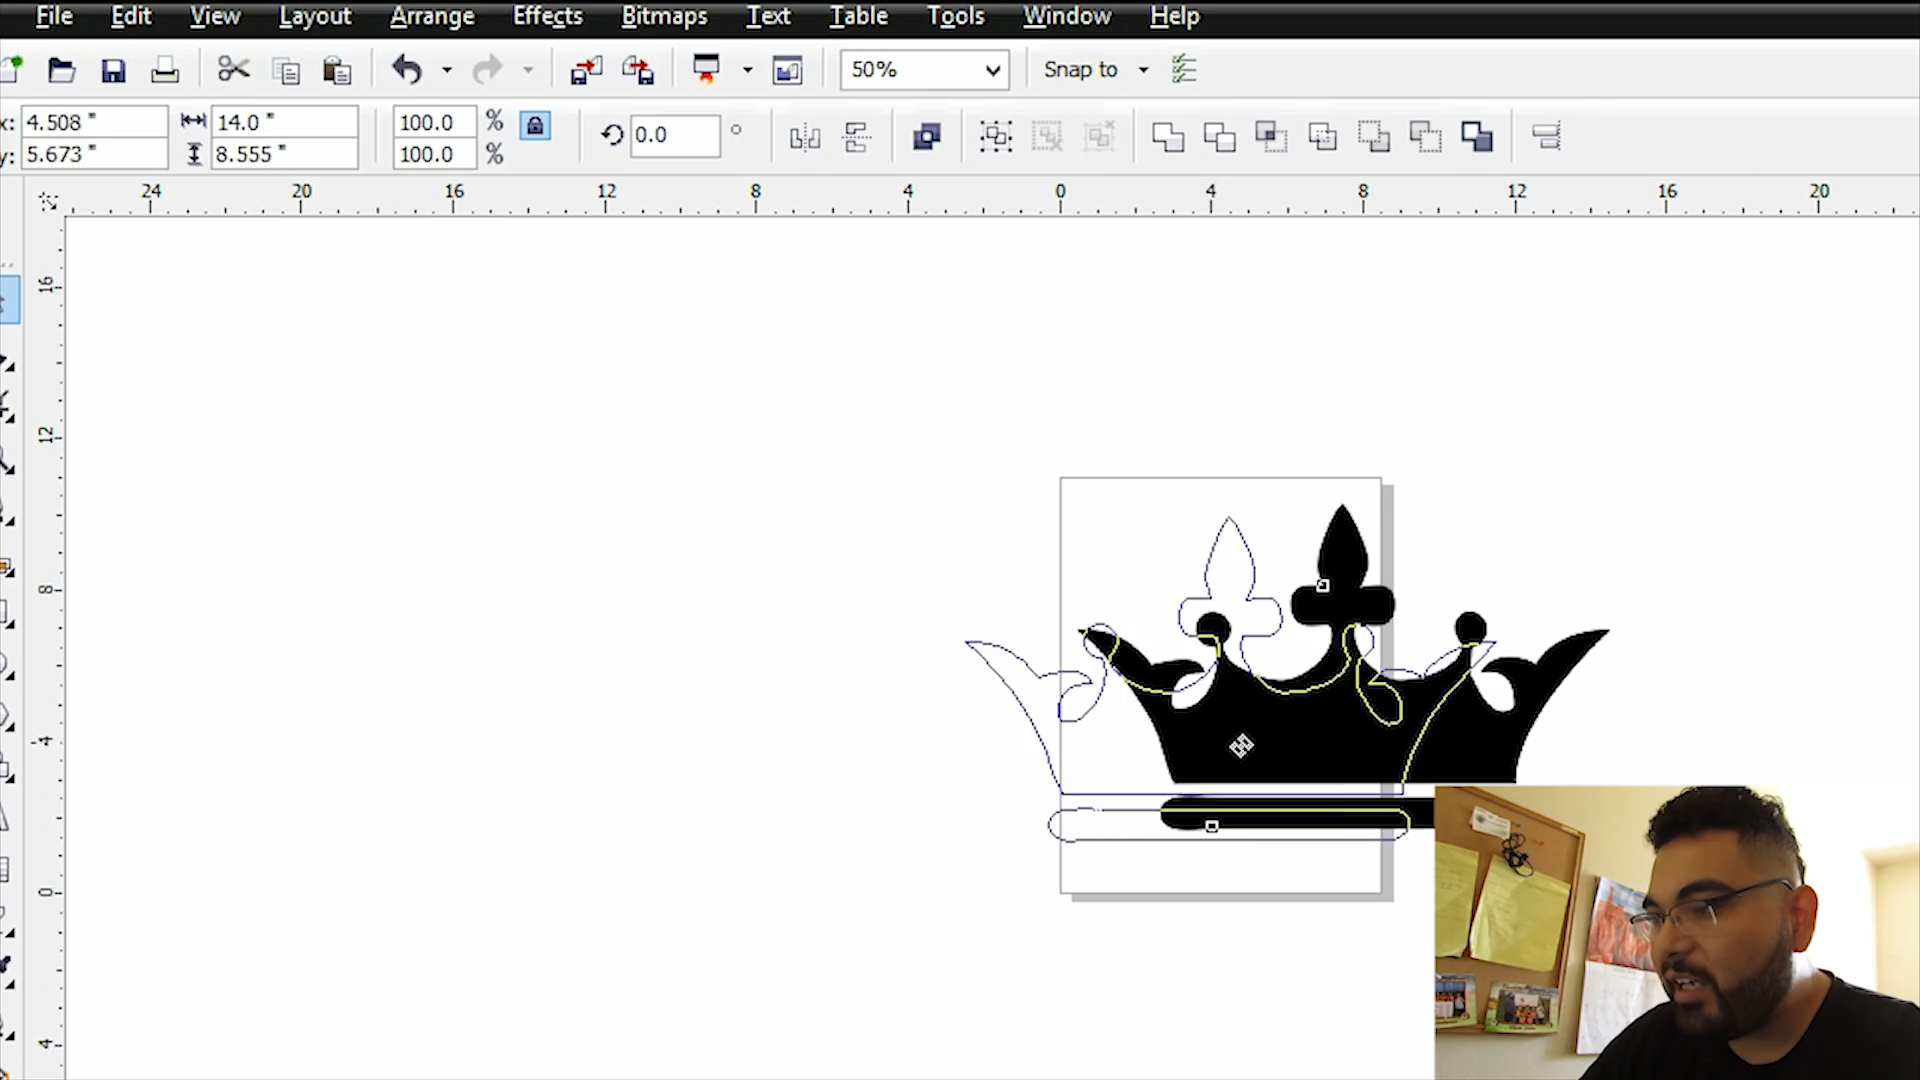 File Edit View Layout Arrange Effects Bitmaps Text Table Tools Window Help
50% Snap to
x: 4.508 " 14.0 " 100.0 % 0.0 °
y: 5.673 " 8.555 " 100.0 %
24 20 16 12 8 4 0 4 8 12 16 20
16
12
8
4
0
4